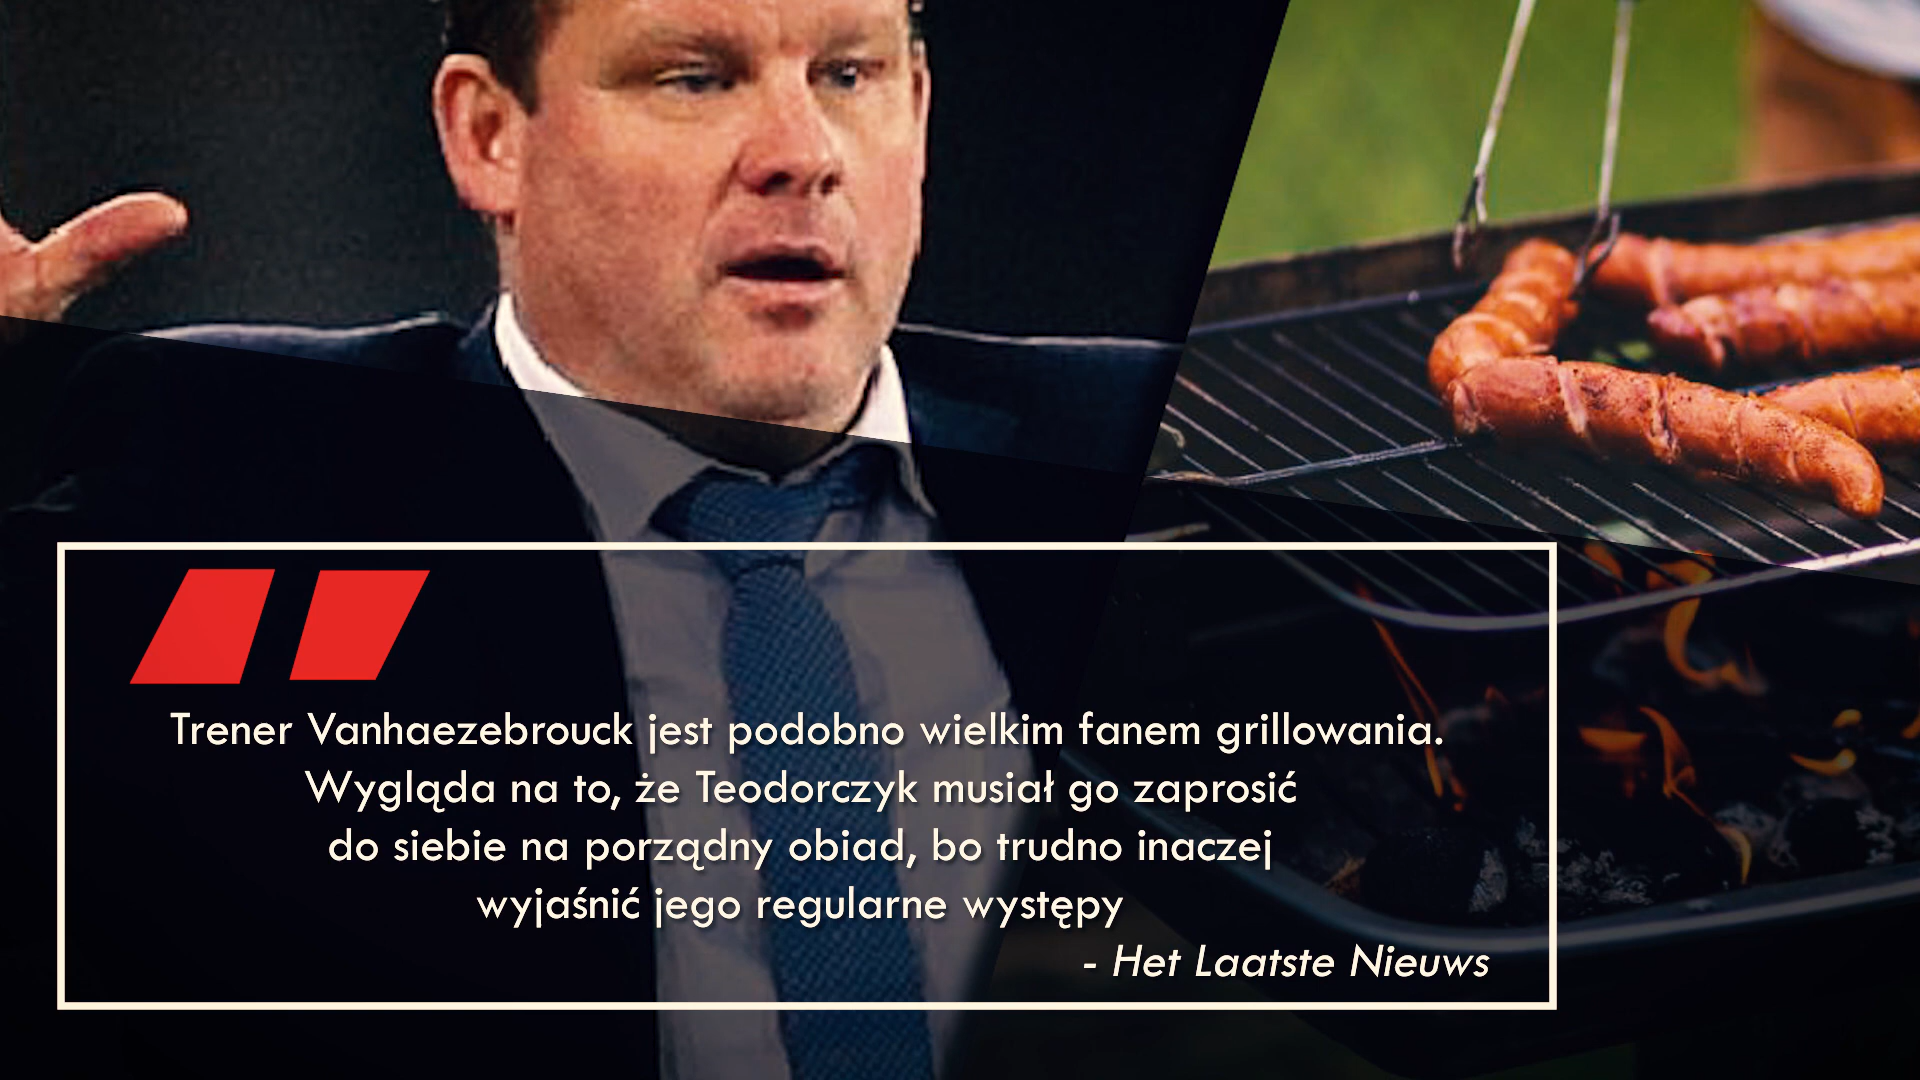 Trener Vanhaezebrouck jest podobno wielkim fanem grillowania.
Wygląda na to, że Teodorczyk musiał go zaprosić
do siebie na porządny obiad, bo trudno inaczej
wyjaśnić jego regularne występy
- Het Laatste Nieuws